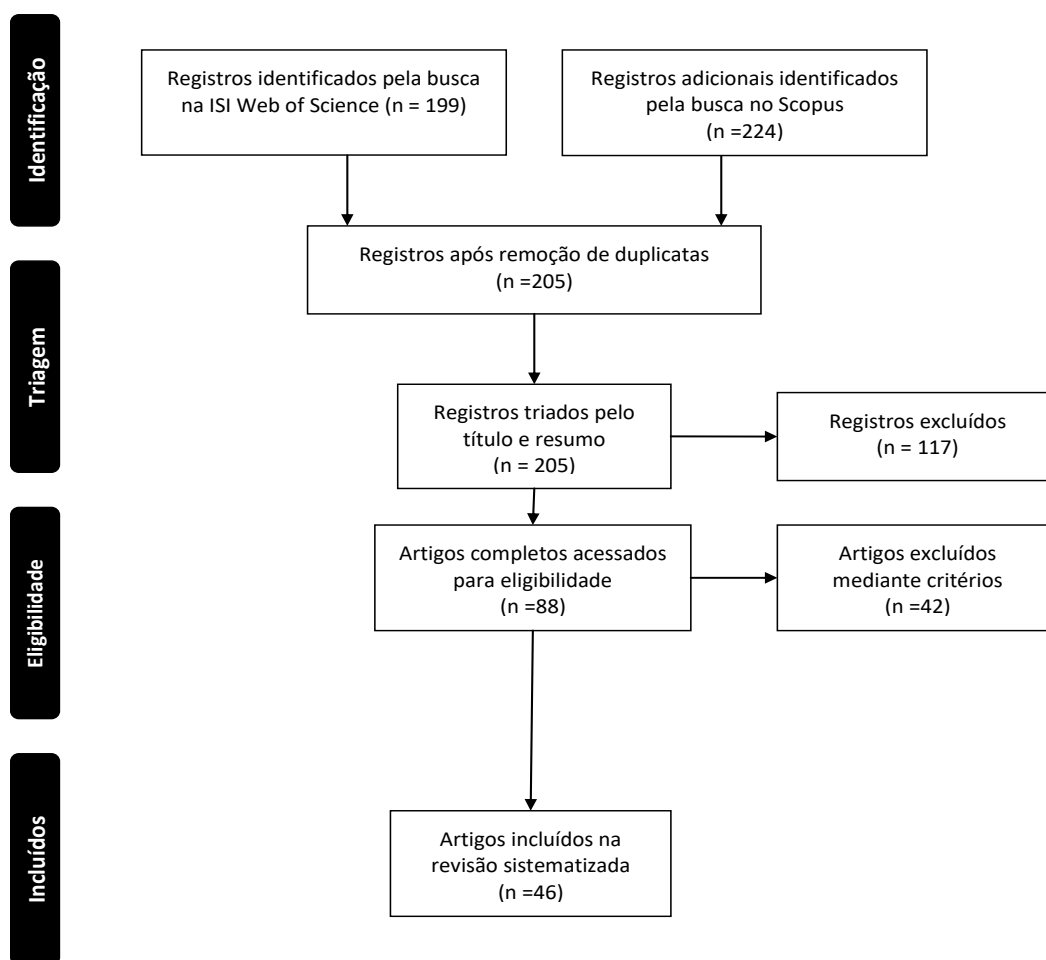 Identificação
Registros identificados pela busca
na ISI Web of Science (n = 199)
Registros adicionais identificados
pela busca no Scopus
(n =224)
Registros após remoção de duplicatas
(n =205)
Triagem
Registros triados pelo
título e resumo
(n = 205)
Registros excluídos
(n = 117)
Eligibilidade
Artigos completos acessados
para eligibilidade
(n =88)
Artigos excluídos
mediante critérios
(n =42)
Incluídos
Artigos incluídos na
revisão sistematizada
(n =46)